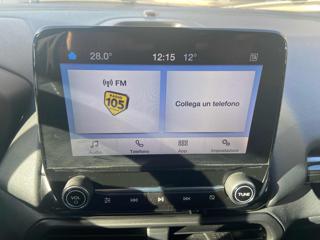 28.0° 12:15 12°
FM
RADIO
105
Collega un telefono
Audio Telefono App Impostazioni
VOL
TUNE